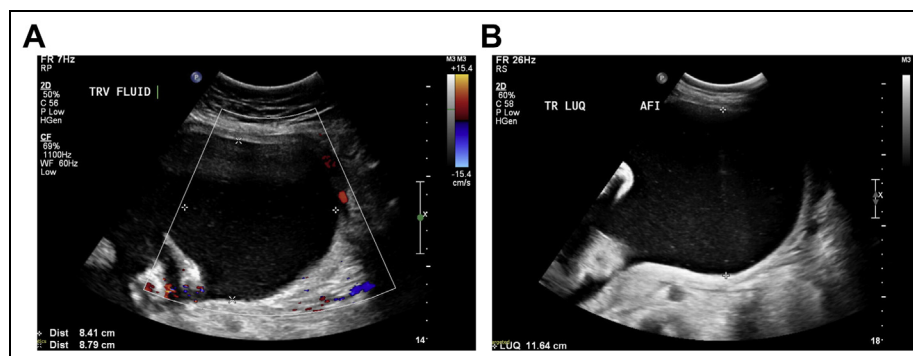 A
FR 7Hz
RP
2D
50%
C 56
P Low
HGen
CF
69%
1100Hz
WF 60Hz
Low
TRV FLUID
P
M3 M3
+15.4
-15.4
cm/s
X
14
Dist 8.41 cm
Dist 8.79 cm
B
FR 26Hz
RS
2D
60%
C 58
P Low
HGen
TR LUQ AFI
P
M3
X
18
LUQ 11.64 cm